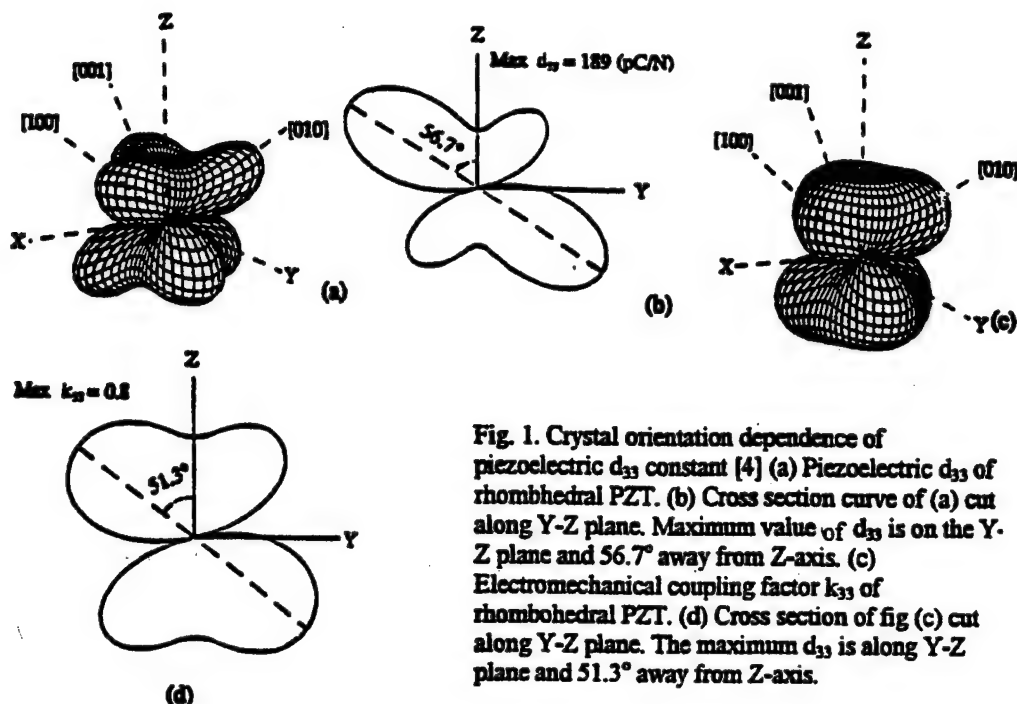 Z
[001]
[100]
[010]
X
Y
(a)
Z
Max d₃₃ = 189 (pC/N)
56.7°
Y
(b)
Z
[001]
[100]
[010]
X
Y (c)
Z
Max k₃₃ = 0.8
51.3°
Y
(d)
Fig. 1. Crystal orientation dependence of
piezoelectric d₃₃ constant [4] (a) Piezoelectric d₃₃ of
rhombhedral PZT. (b) Cross section curve of (a) cut
along Y-Z plane. Maximum value of d₃₃ is on the Y-
Z plane and 56.7° away from Z-axis. (c)
Electromechanical coupling factor k₃₃ of
rhombohedral PZT. (d) Cross section of fig (c) cut
along Y-Z plane. The maximum d₃₃ is along Y-Z
plane and 51.3° away from Z-axis.